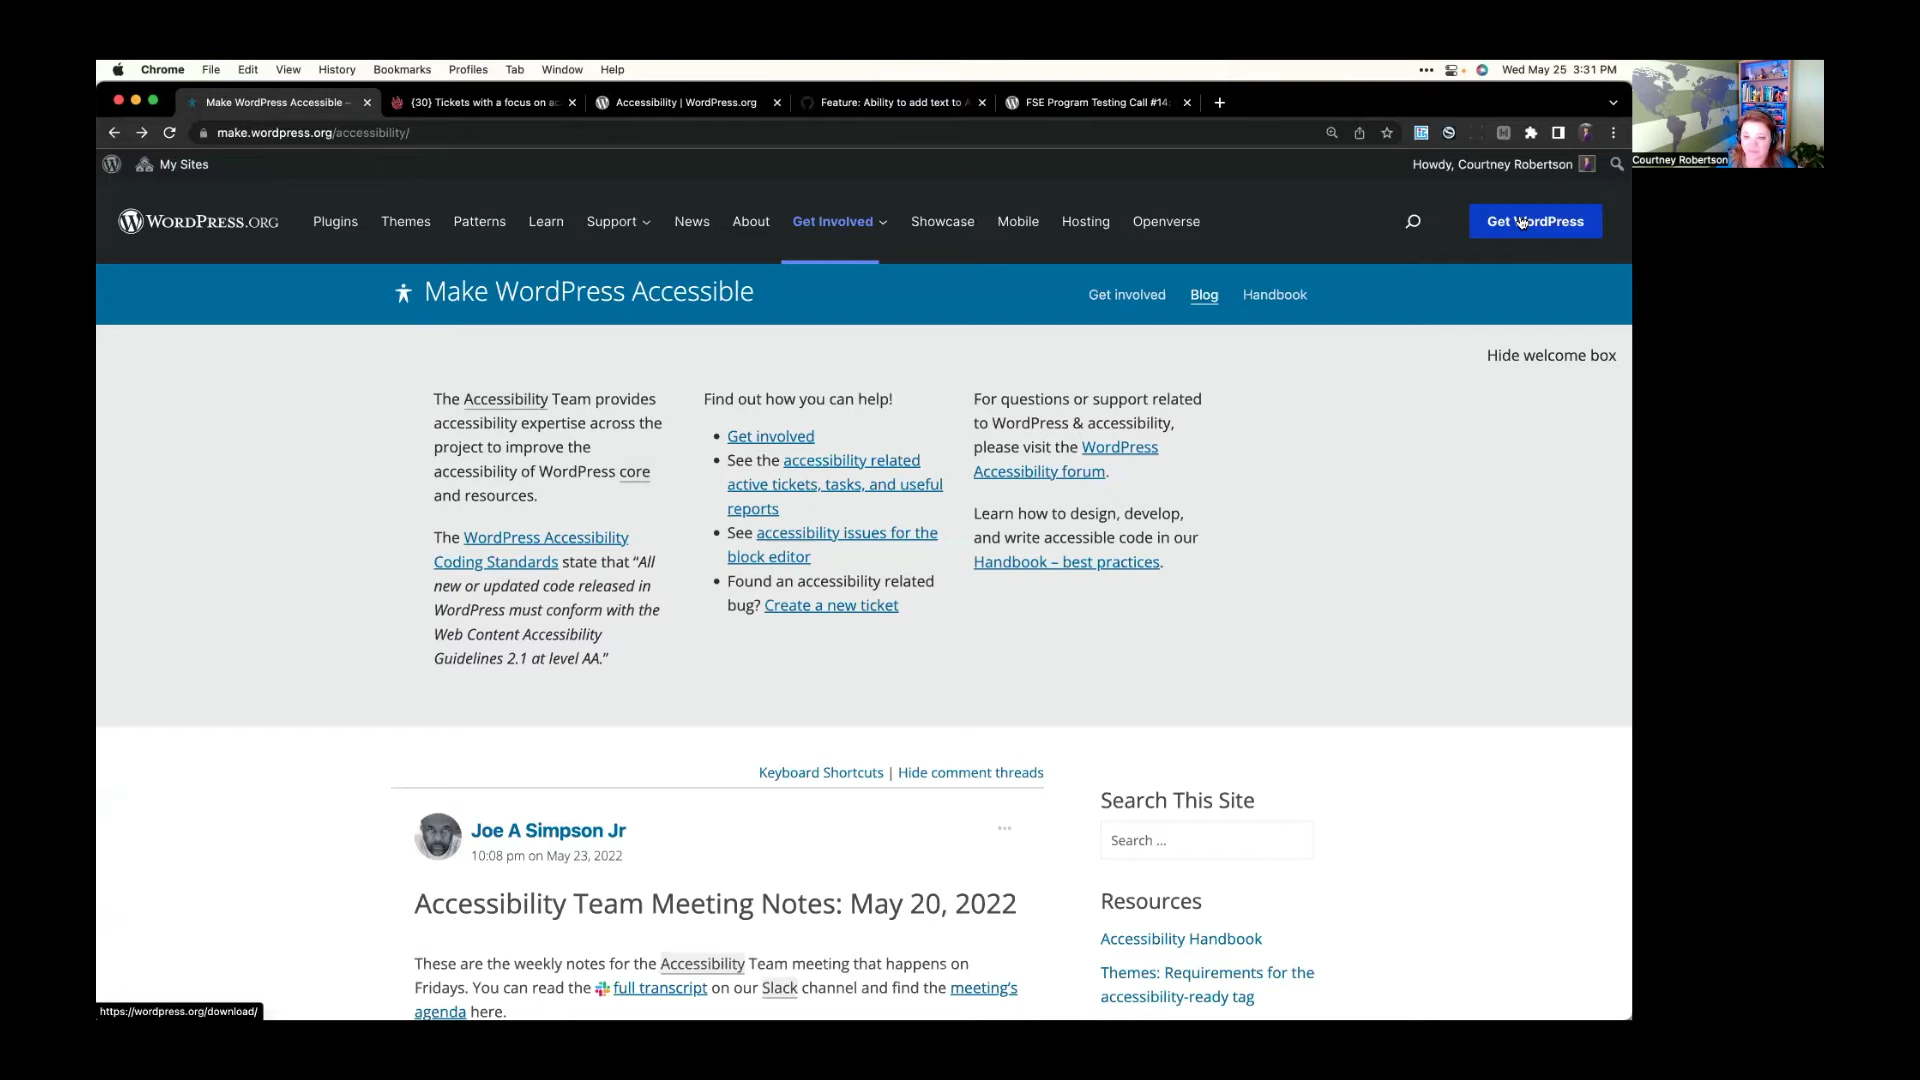 Chrome File Edit View History Bookmarks Profiles Tab Window Help
Wed May 25 3:31 PM
Make WordPress Accessible –
{30} Tickets with a focus on ac
Accessibility | WordPress.org
Feature: Ability to add text to
FSE Program Testing Call #14:
make.wordpress.org/accessibility/
Courtney Robertson
My Sites
Howdy, Courtney Robertson
WORDPRESS.ORG
Plugins Themes Patterns Learn Support News About Get Involved Showcase Mobile Hosting Openverse
Get WordPress
Make WordPress Accessible
Get involved Blog Handbook
Hide welcome box
The Accessibility Team provides
accessibility expertise across the
project to improve the
accessibility of WordPress core
and resources.
The WordPress Accessibility
Coding Standards state that “All
new or updated code released in
WordPress must conform with the
Web Content Accessibility
Guidelines 2.1 at level AA.”
Find out how you can help!
• Get involved
• See the accessibility related
active tickets, tasks, and useful
reports
• See accessibility issues for the
block editor
• Found an accessibility related
bug? Create a new ticket
For questions or support related
to WordPress & accessibility,
please visit the WordPress
Accessibility forum.
Learn how to design, develop,
and write accessible code in our
Handbook – best practices.
Keyboard Shortcuts | Hide comment threads
Joe A Simpson Jr
10:08 pm on May 23, 2022
Accessibility Team Meeting Notes: May 20, 2022
These are the weekly notes for the Accessibility Team meeting that happens on
Fridays. You can read the full transcript on our Slack channel and find the meeting’s
agenda here.
Search This Site
Search ...
Resources
Accessibility Handbook
Themes: Requirements for the
accessibility-ready tag
https://wordpress.org/download/